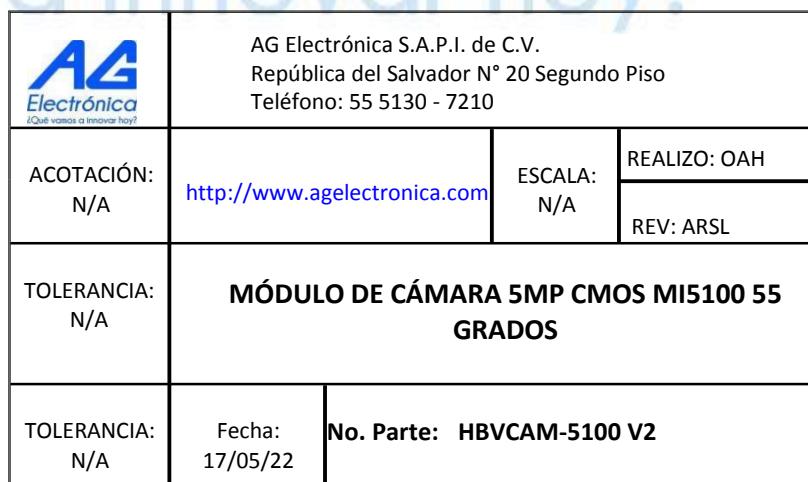 a innovar hoy?
AG
Electrónica
¿Qué vamos a innovar hoy?
AG Electrónica S.A.P.I. de C.V.
República del Salvador N° 20 Segundo Piso
Teléfono: 55 5130 - 7210
ACOTACIÓN:
N/A
http://www.agelectronica.com
ESCALA:
N/A
REALIZO: OAH
REV: ARSL
TOLERANCIA:
N/A
MÓDULO DE CÁMARA 5MP CMOS MI5100 55
GRADOS
TOLERANCIA:
N/A
Fecha:
17/05/22
No. Parte: HBVCAM-5100 V2